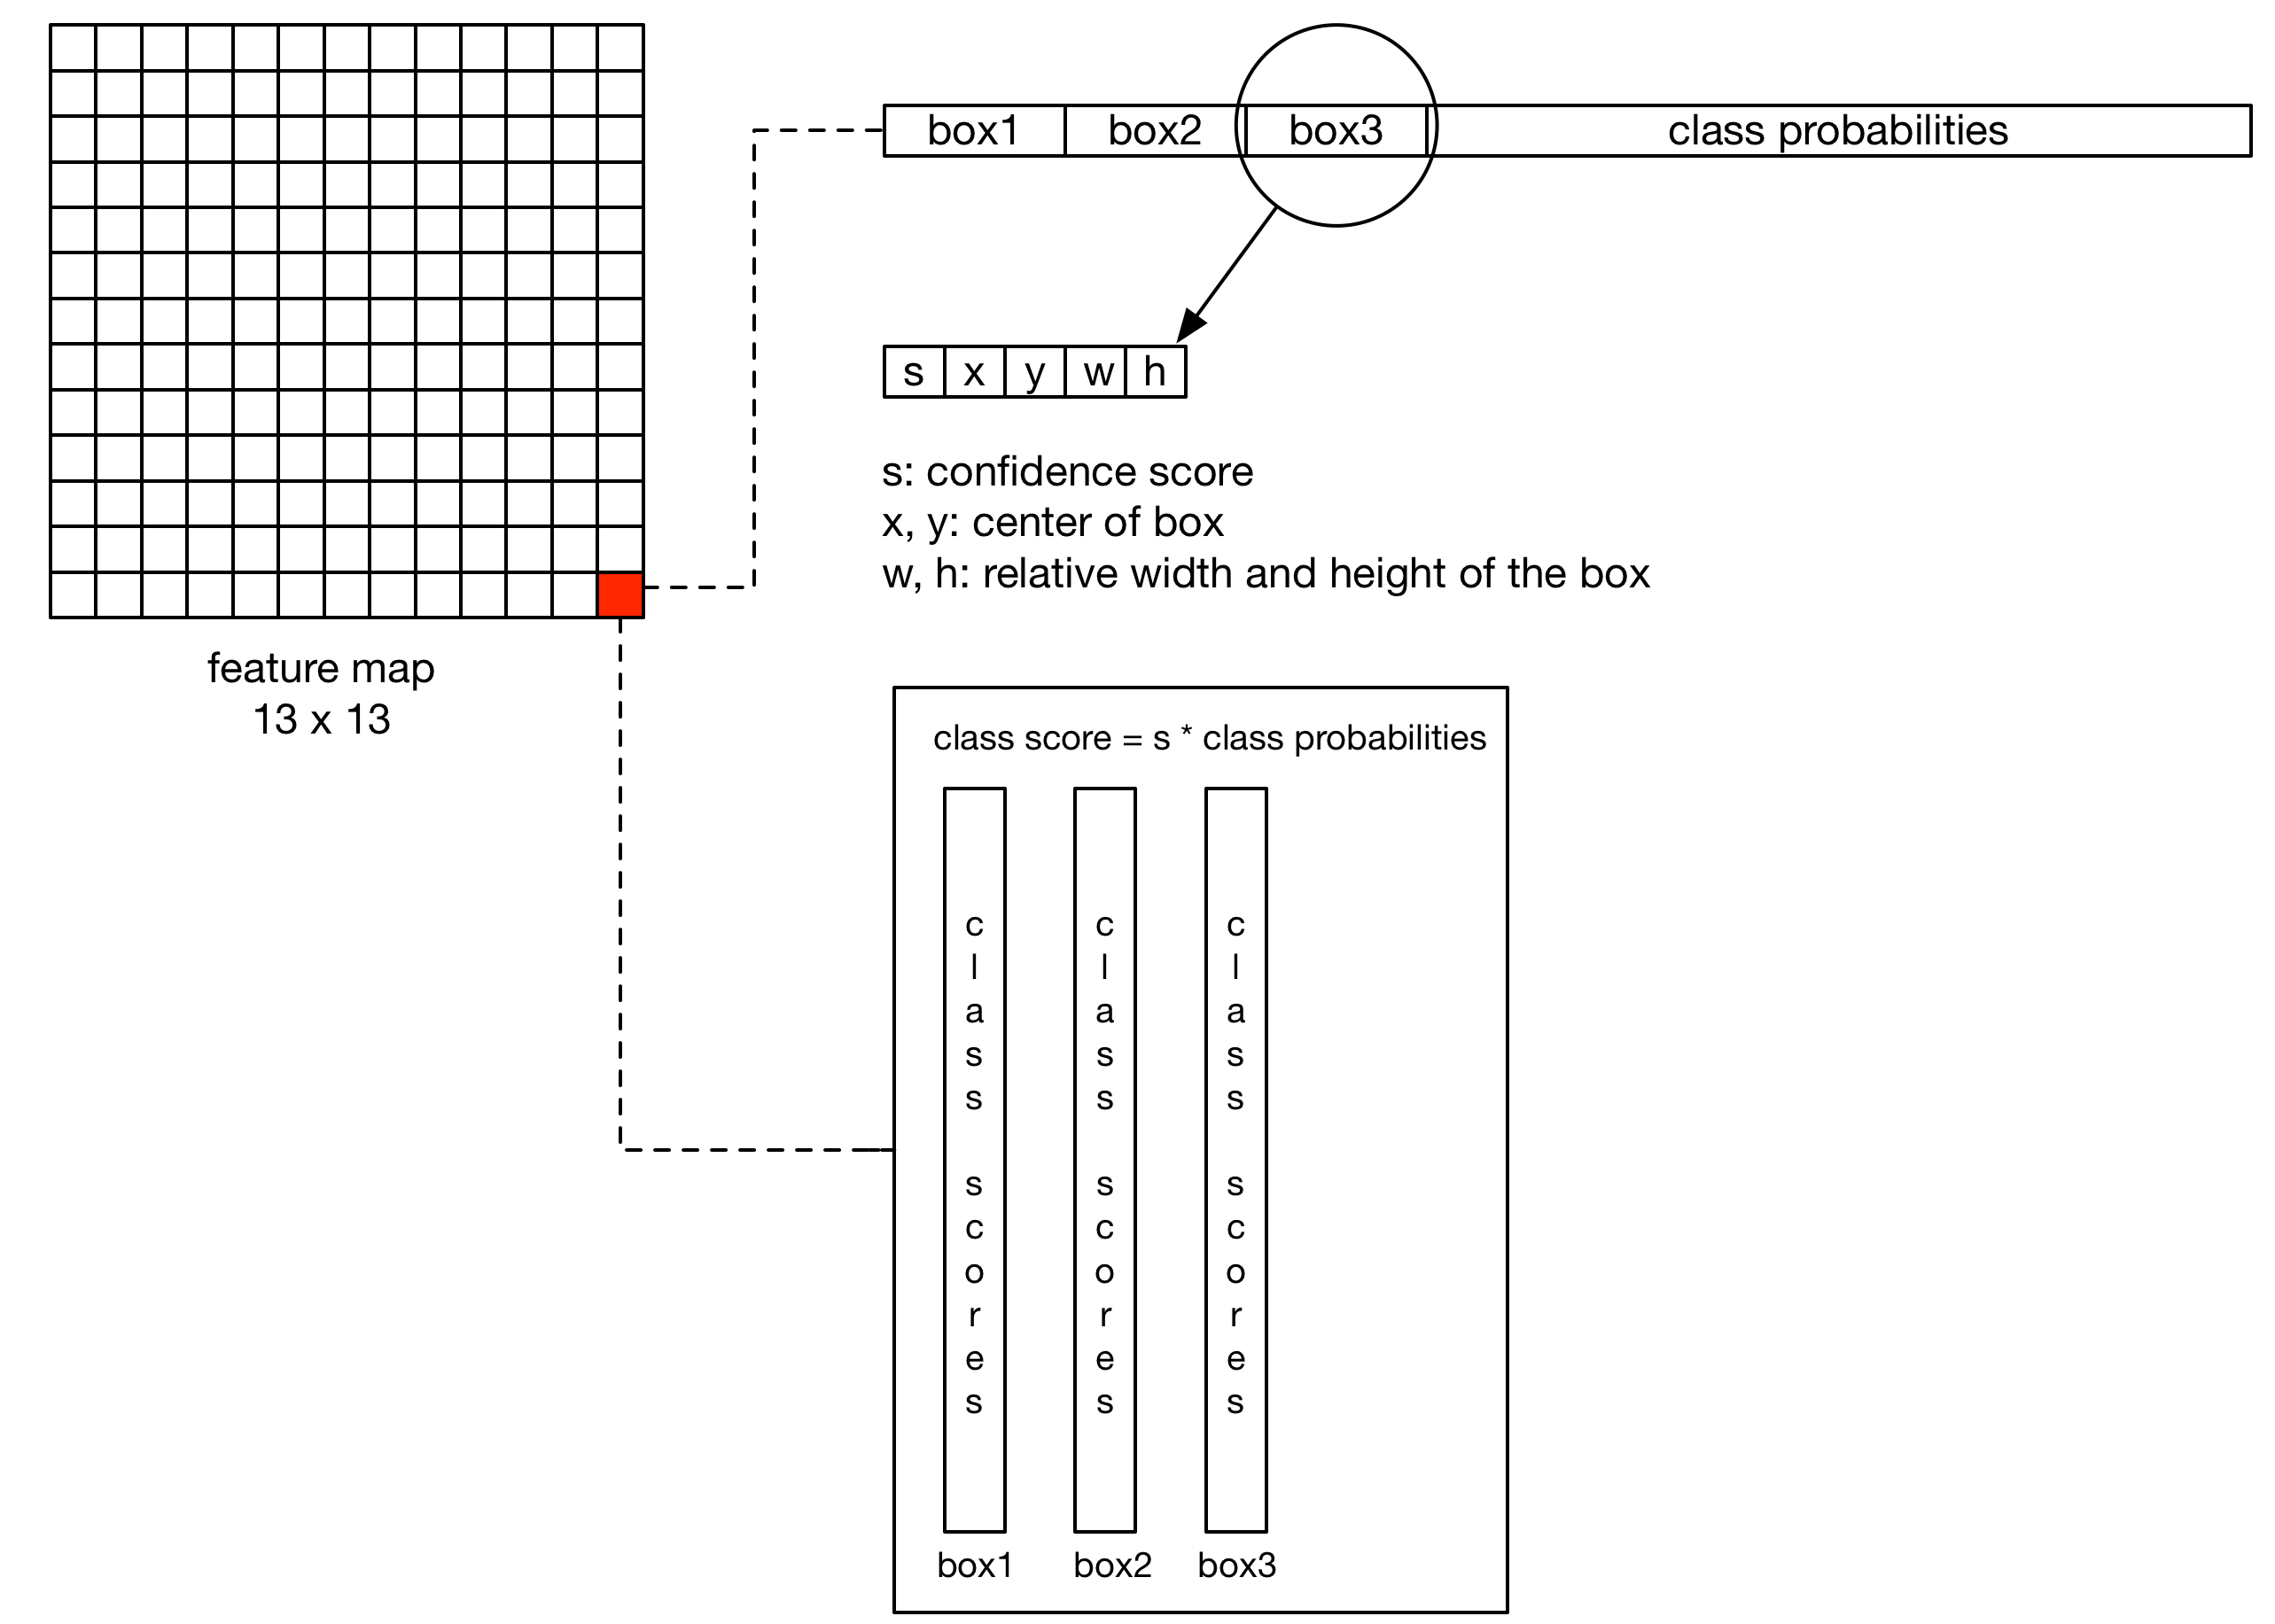 box1 box2 box3 class probabilities
s x y w h
s: confidence score
x, y: center of box
w, h: relative width and height of the box
feature map
13 x 13
class score = s * class probabilities
class scores
class scores
class scores
box1 box2 box3